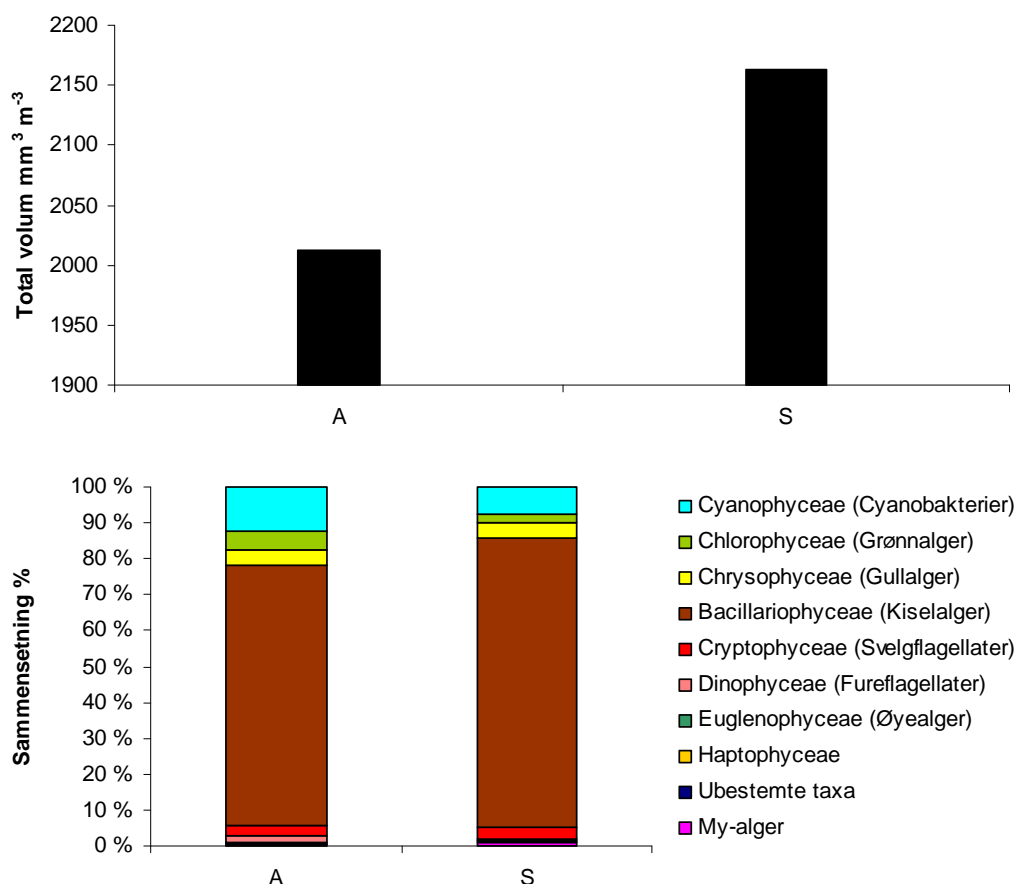 Total volum mm³ m⁻³
2200
2150
2100
2050
2000
1950
1900
A S
Sammensetning %
100 %
90 %
80 %
70 %
60 %
50 %
40 %
30 %
20 %
10 %
0 %
A S
Cyanophyceae (Cyanobakterier)
Chlorophyceae (Grønnalger)
Chrysophyceae (Gullalger)
Bacillariophyceae (Kiselalger)
Cryptophyceae (Svelgflagellater)
Dinophyceae (Fureflagellater)
Euglenophyceae (Øyealger)
Haptophyceae
Ubestemte taxa
My-alger